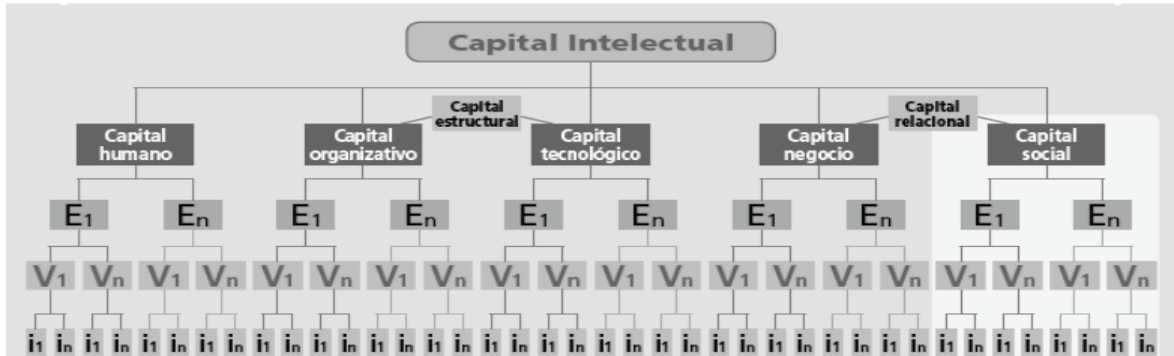 Capital Intelectual
Capital
estructural
Capital
relacional
Capital
humano
Capital
organizativo
Capital
tecnológico
Capital
negocio
Capital
social
E1 En E1 En E1 En E1 En E1 En
V1 Vn V1 Vn V1 Vn V1 Vn V1 Vn V1 Vn V1 Vn V1 Vn V1 Vn V1 Vn
i1 in i1 in i1 in i1 in i1 in i1 in i1 in i1 in i1 in i1 in i1 in i1 in i1 in i1 in i1 in i1 in i1 in i1 in i1 in i1 in